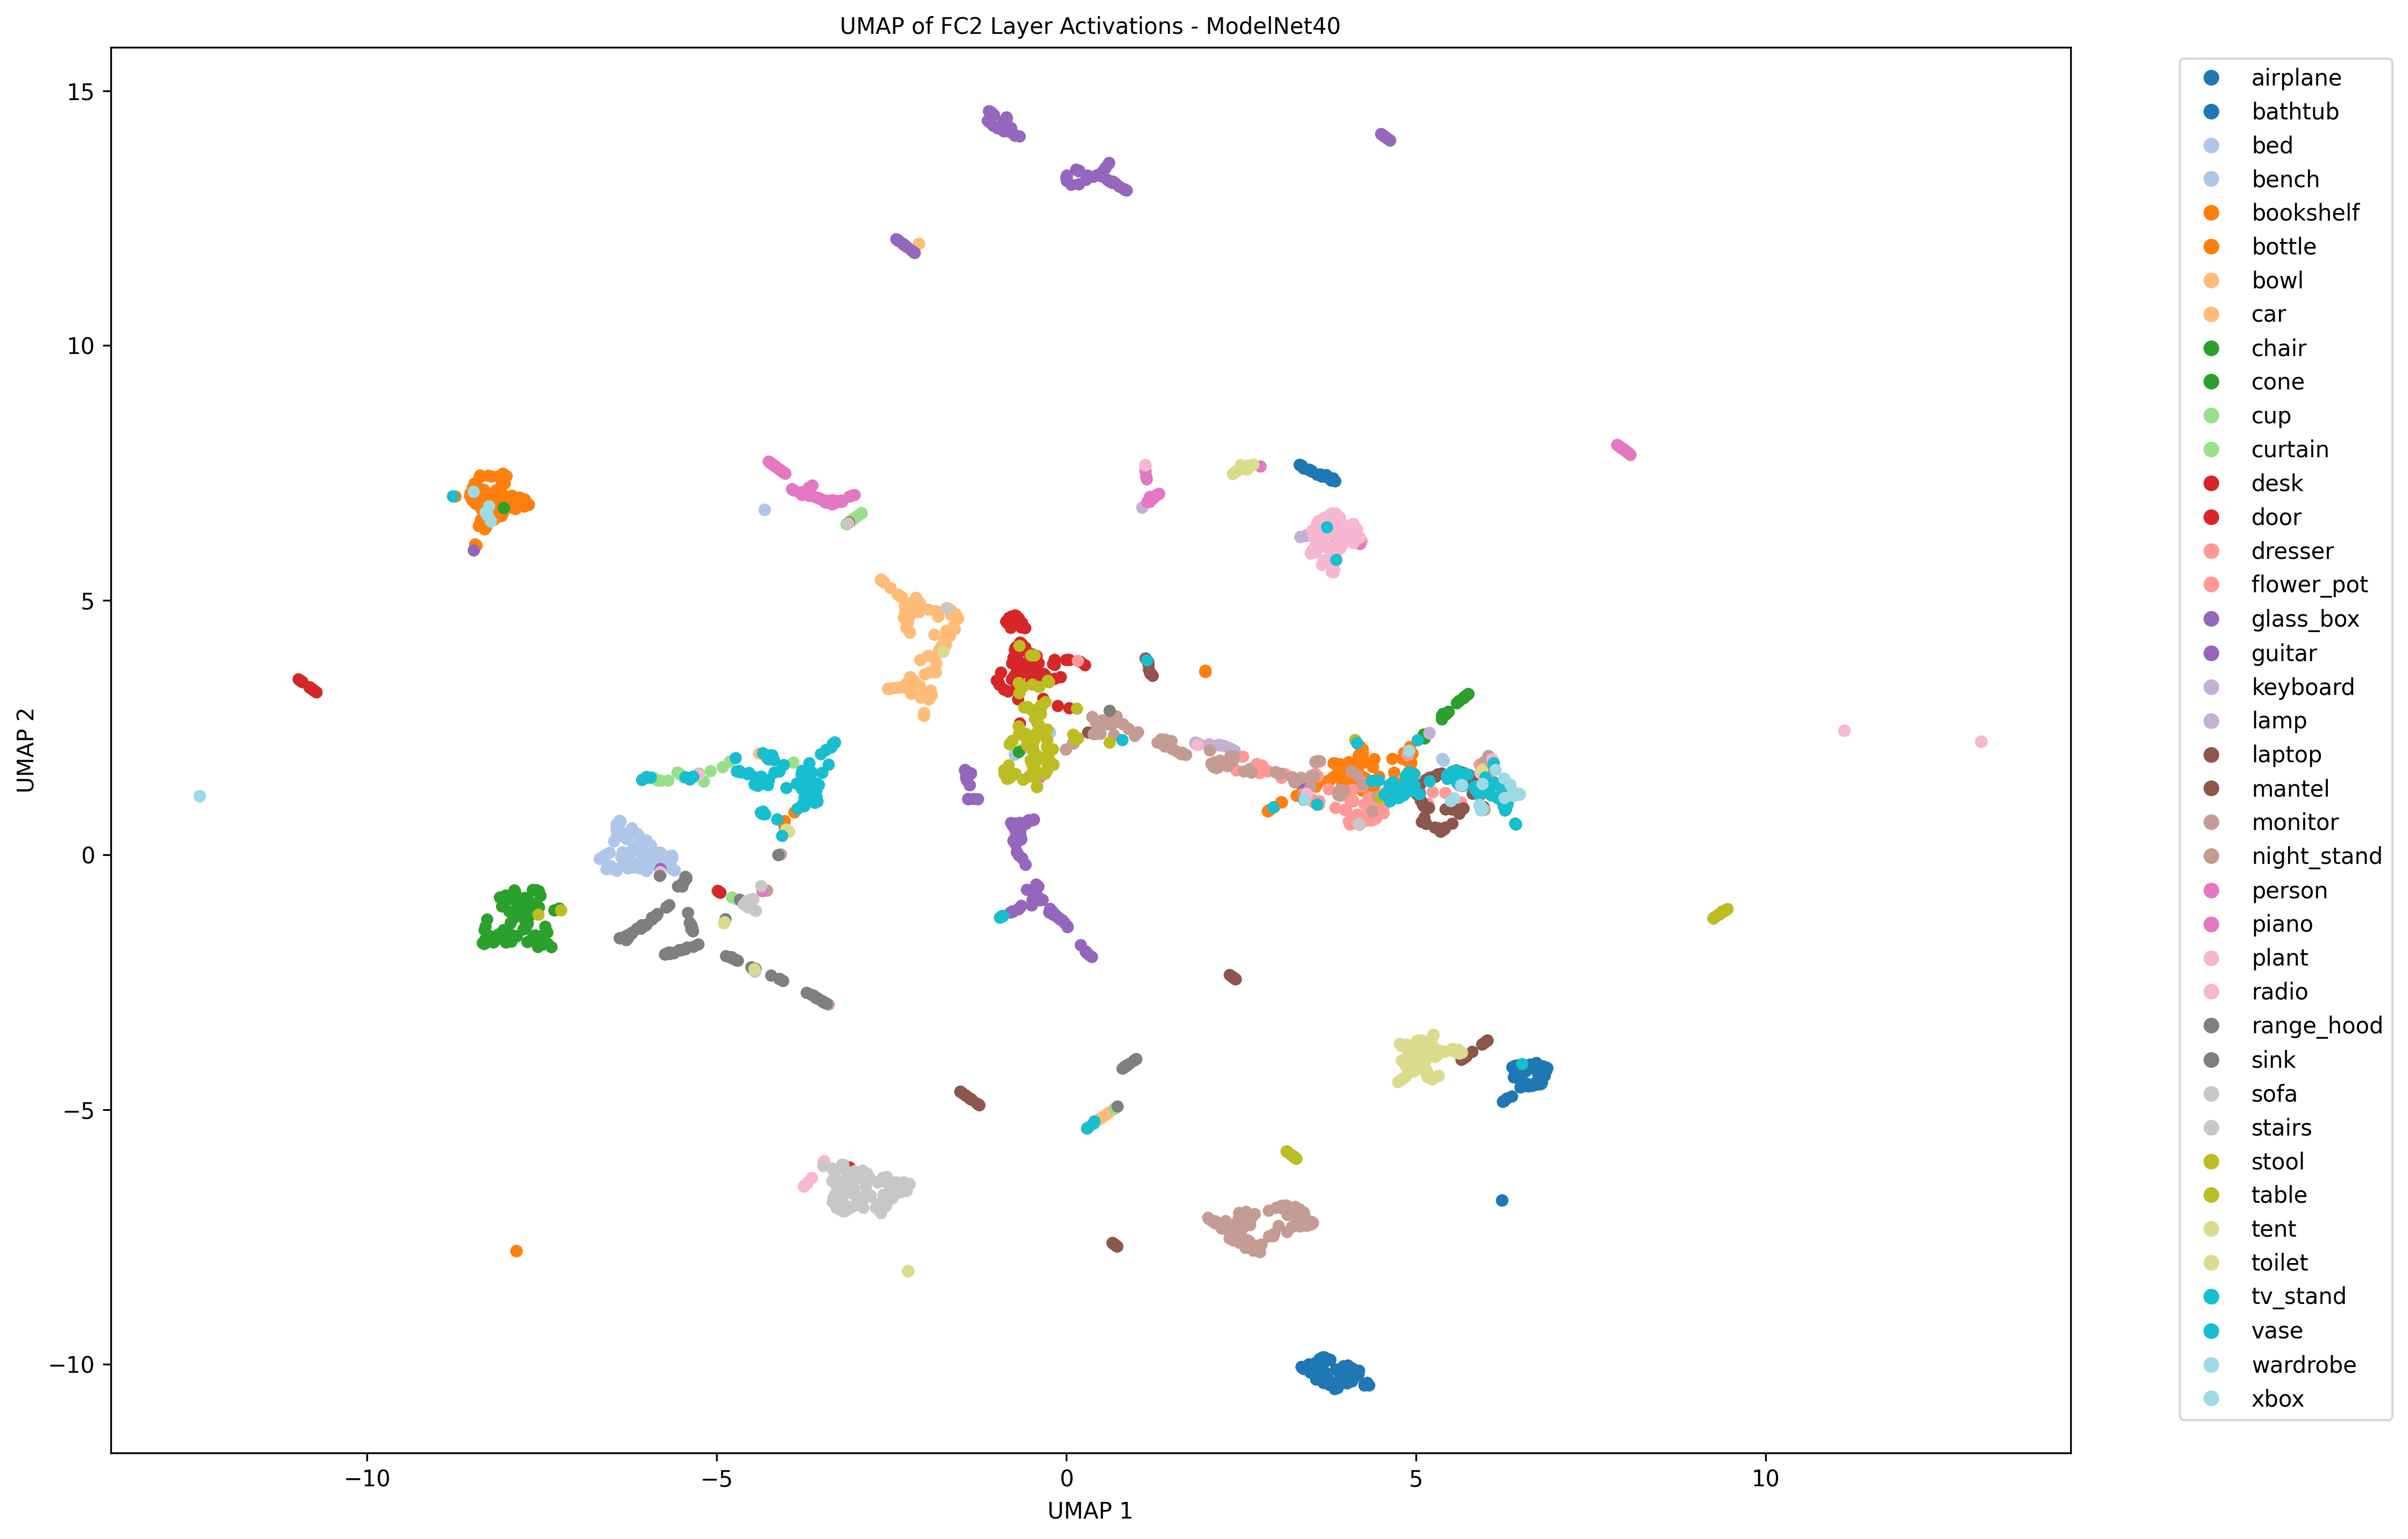 UMAP of FC2 Layer Activations - ModelNet40
15
10
5
0
−5
−10
UMAP 2
−10
−5
0
5
10
UMAP 1
airplane
bathtub
bed
bench
bookshelf
bottle
bowl
car
chair
cone
cup
curtain
desk
door
dresser
flower_pot
glass_box
guitar
keyboard
lamp
laptop
mantel
monitor
night_stand
person
piano
plant
radio
range_hood
sink
sofa
stairs
stool
table
tent
toilet
tv_stand
vase
wardrobe
xbox